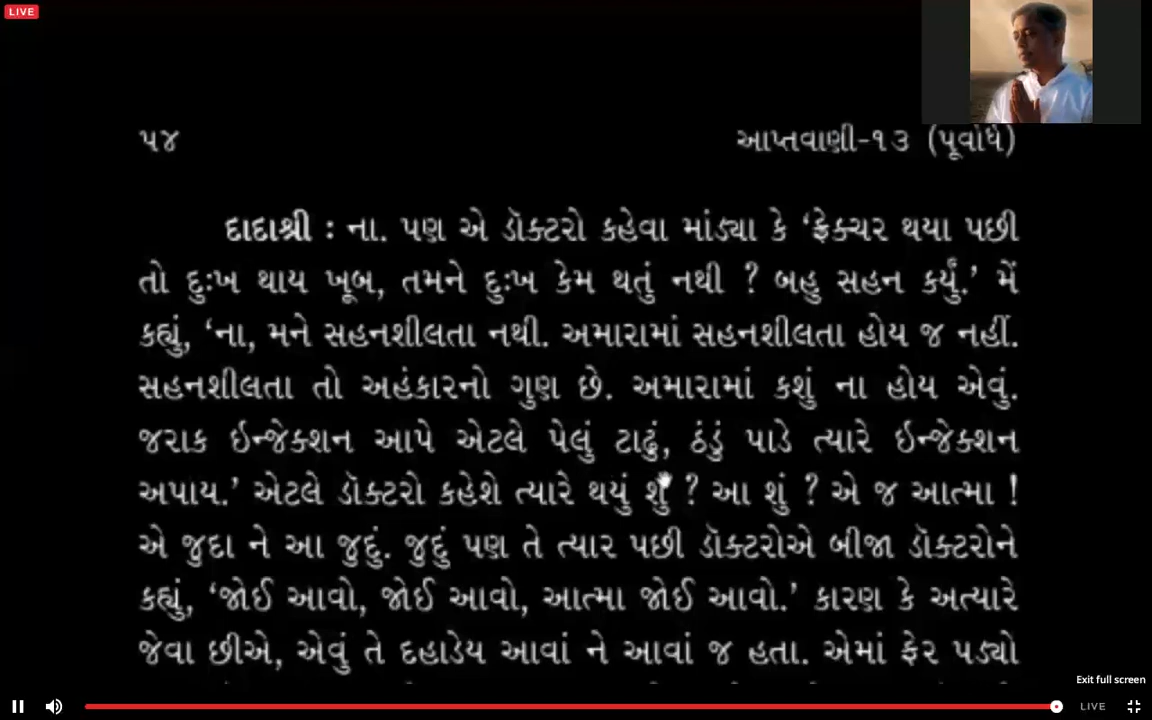 LIVE
૫૪ આપ્તવાણી-૧૩ (પૂર્વાર્ધ)
દાદાશ્રી : ના. પણ એ ડૉક્ટરો કહેવા માંડ્યા કે ‘ફ્રેક્ચર થયા પછી
તો દુઃખ થાય ખૂબ, તમને દુઃખ કેમ થતું નથી ? બહુ સહન કર્યું.’ મેં
કહ્યું, ‘ના, મને સહનશીલતા નથી. અમારામાં સહનશીલતા હોય જ નહીં.
સહનશીલતા તો અહંકારનો ગુણ છે. અમારામાં કશું ના હોય એવું.
જરાક ઇન્જેક્શન આપે એટલે પેલું ટાઢું, ઠંડું પાડે ત્યારે ઇન્જેક્શન
અપાય.’ એટલે ડૉક્ટરો કહેશે ત્યારે થયું શું ? આ શું ? એ જ આત્મા !
એ જુદા ને આ જુદું. જુદું પણ તે ત્યાર પછી ડૉક્ટરોએ બીજા ડૉક્ટરોને
કહ્યું, ‘જોઈ આવો, જોઈ આવો, આત્મા જોઈ આવો.’ કારણ કે અત્યારે
જેવા છીએ, એવું તે દહાડેય આવાં ને આવાં જ હતા. એમાં ફેર પડ્યો
Exit full screen
LIVE